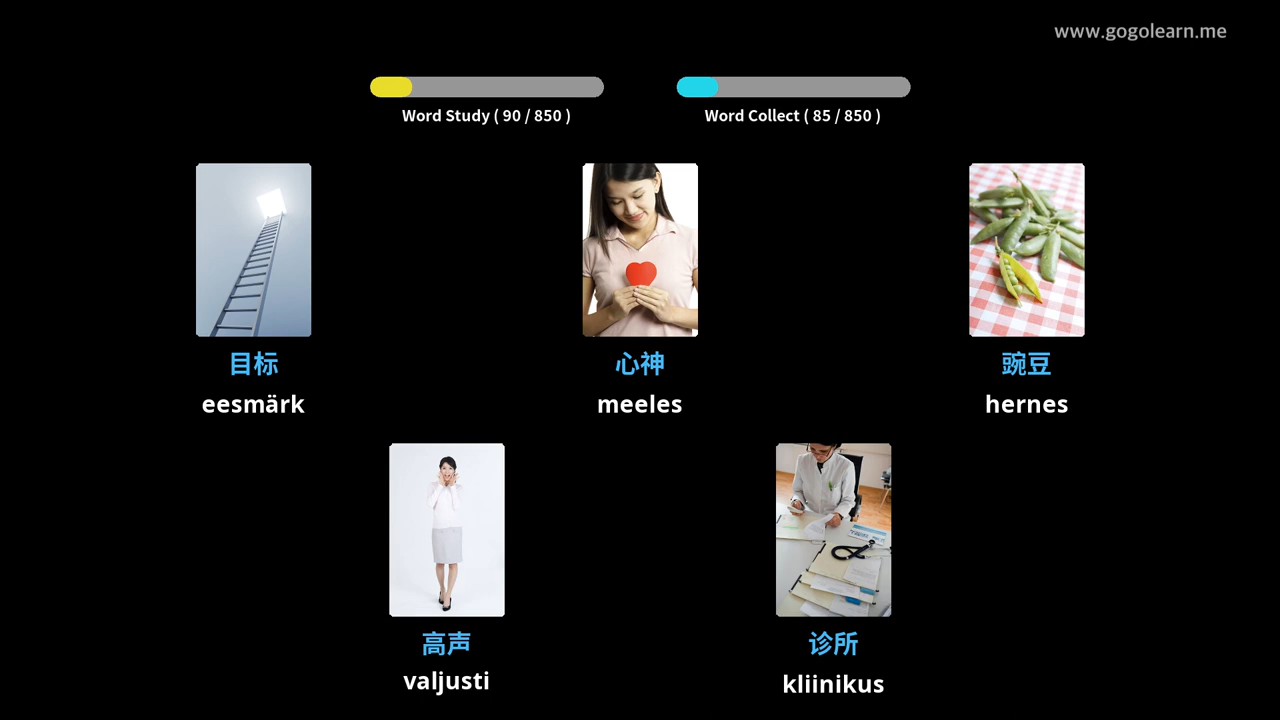 www.gogolearn.me
Word Study ( 90 / 850 )
Word Collect ( 85 / 850 )
目标
心神
豌豆
eesmärk
meeles
hernes
高声
诊所
valjusti
kliinikus